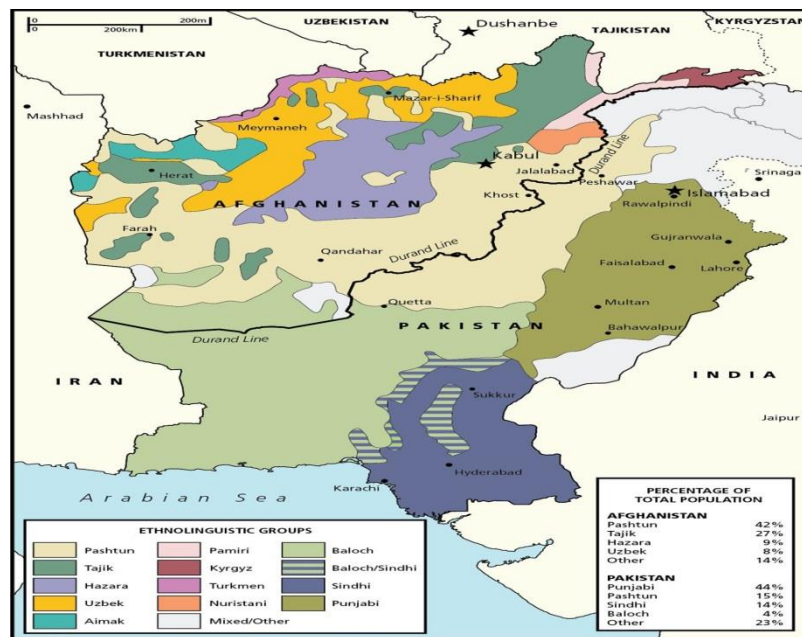 0 200m
0 200km
UZBEKISTAN
Dushanbe
KYRGYZSTAN
TURKMENISTAN
TAJIKISTAN
Mashhad
Mazar-i-Sharif
Meymaneh
Herat
Kabul
Jalalabad
Durand Line
Peshawar
Srinaga
Islamabad
Rawalpindi
AFGHANISTAN
Khost
Farah
Qandahar
Durand Line
Gujranwala
Faisalabad
Lahore
Quetta
Multan
PAKISTAN
Bahawalpur
Durand Line
IRAN
INDIA
Sukkur
Jaipur
Hyderabad
Karachi
Arabian Sea
ETHNOLINGUISTIC GROUPS
Pashtun Pamiri Baloch
Tajik Kyrgyz Baloch/Sindhi
Hazara Turkmen Sindhi
Uzbek Nuristani Punjabi
Aimak Mixed/Other
PERCENTAGE OF
TOTAL POPULATION
AFGHANISTAN
Pashtun 42%
Tajik 27%
Hazara 9%
Uzbek 8%
Other 14%
PAKISTAN
Punjabi 44%
Pashtun 15%
Sindhi 14%
Baloch 4%
Other 23%